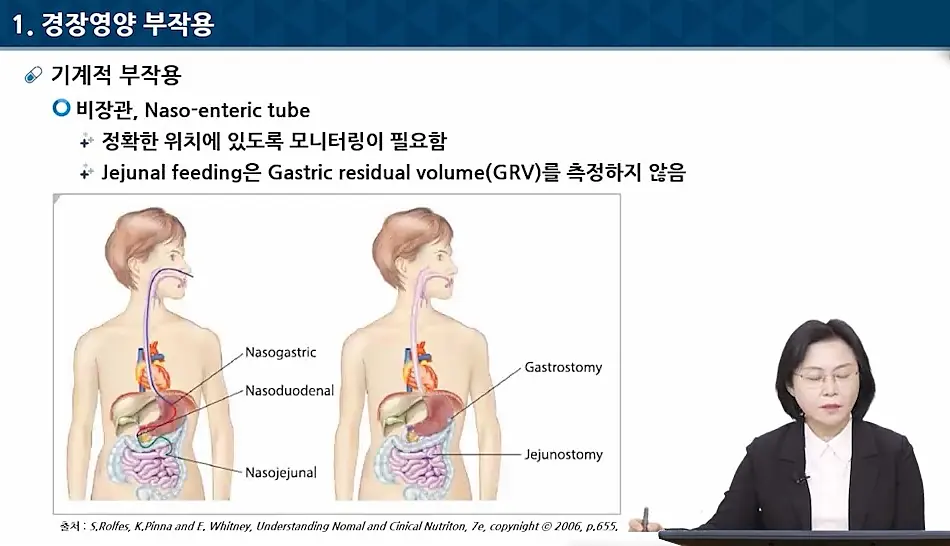 1. 경장영양 부작용
기계적 부작용
비장관, Naso-enteric tube
정확한 위치에 있도록 모니터링이 필요함
Jejunal feeding은 Gastric residual volume(GRV)를 측정하지 않음
Nasogastric
Nasoduodenal
Nasojejunal
Gastrostomy
Jejunostomy
출처 : S,Rolfes, K.Pinna and E. Whitney, Understanding Nomal and Cinical Nutriton, 7e, copyright © 2006, p,655,